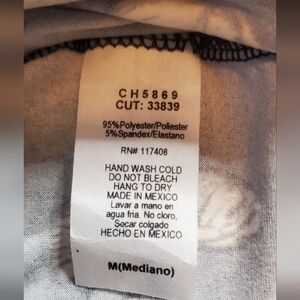 CH5869
CUT: 33839
95%Polyester/Poliester
5%Spandex/Elastano
RN# 117408
HAND WASH COLD
DO NOT BLEACH
HANG TO DRY
MADE IN MEXICO
Lavar a mano en
agua fria. No cloro,
Secar colgado
HECHO EN MEXICO
M(Mediano)